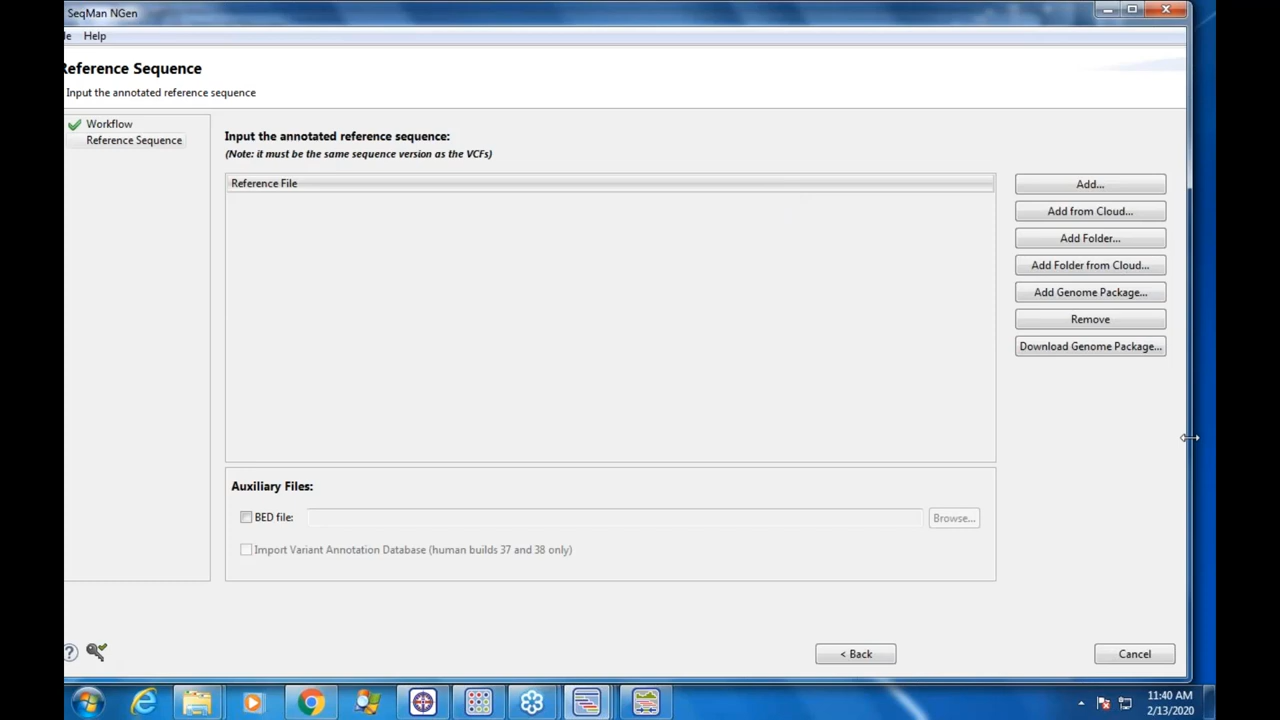 SeqMan NGen
le Help
Reference Sequence
Input the annotated reference sequence
Workflow
Reference Sequence
Input the annotated reference sequence:
(Note: it must be the same sequence version as the VCFs)
Reference File
Add...
Add from Cloud...
Add Folder...
Add Folder from Cloud...
Add Genome Package...
Remove
Download Genome Package...
Auxiliary Files:
BED file:
Browse...
Import Variant Annotation Database (human builds 37 and 38 only)
?
< Back
Cancel
11:40 AM
2/13/2020